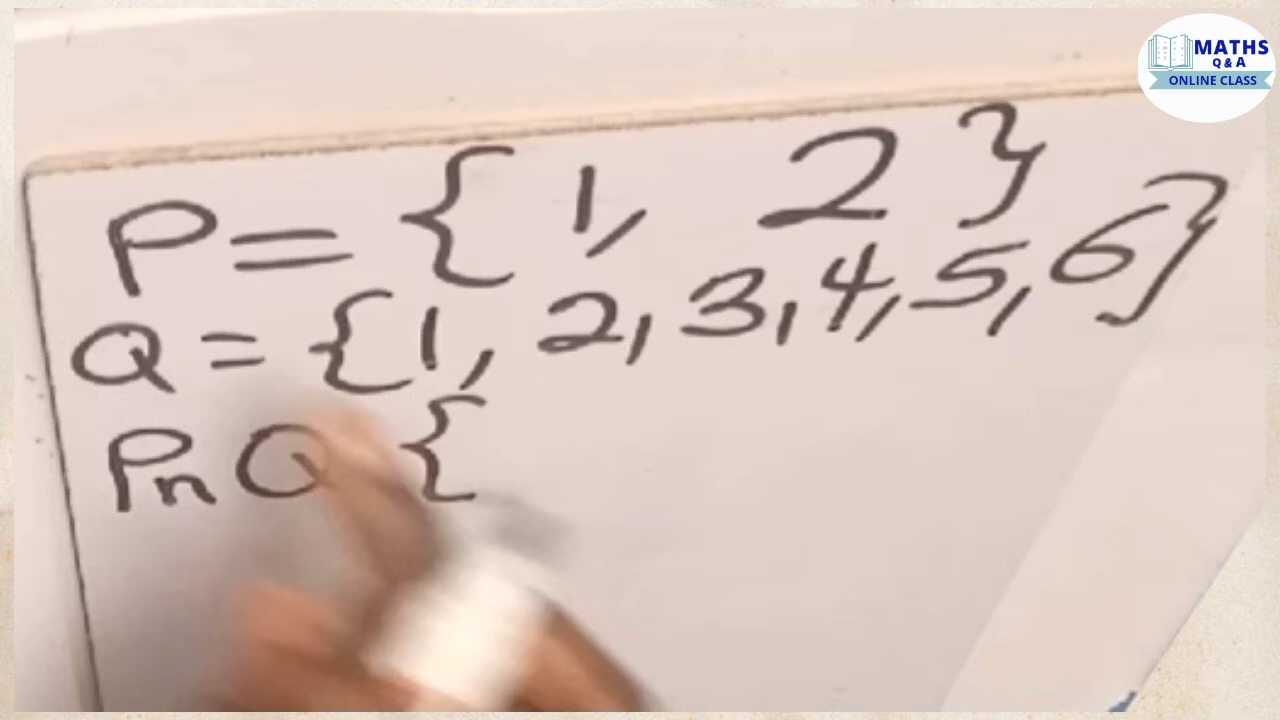 MATHS
Q & A
ONLINE CLASS
P = { 1, 2 }
Q = { 1, 2, 3, 4, 5, 6 }
P n Q {